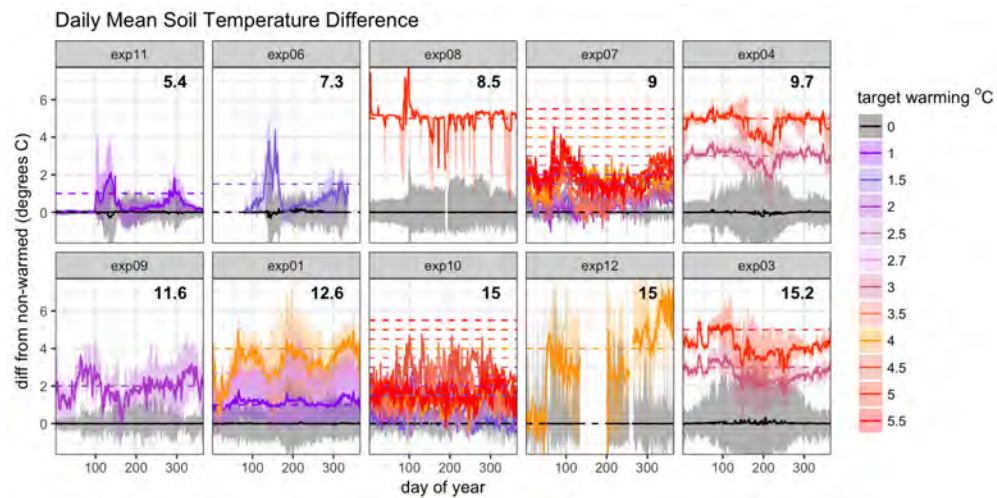 Daily Mean Soil Temperature Difference
exp11 exp06 exp08 exp07 exp04
5.4 7.3 8.5 9 9.7
6
4
2
0
exp09 exp01 exp10 exp12 exp03
11.6 12.6 15 15 15.2
6
4
2
0
100 200 300 100 200 300 100 200 300 100 200 300 100 200 300
day of year
diff from non-warmed (degrees C)
target warming °C
0
1
1.5
2
2.5
2.7
3
3.5
4
4.5
5
5.5